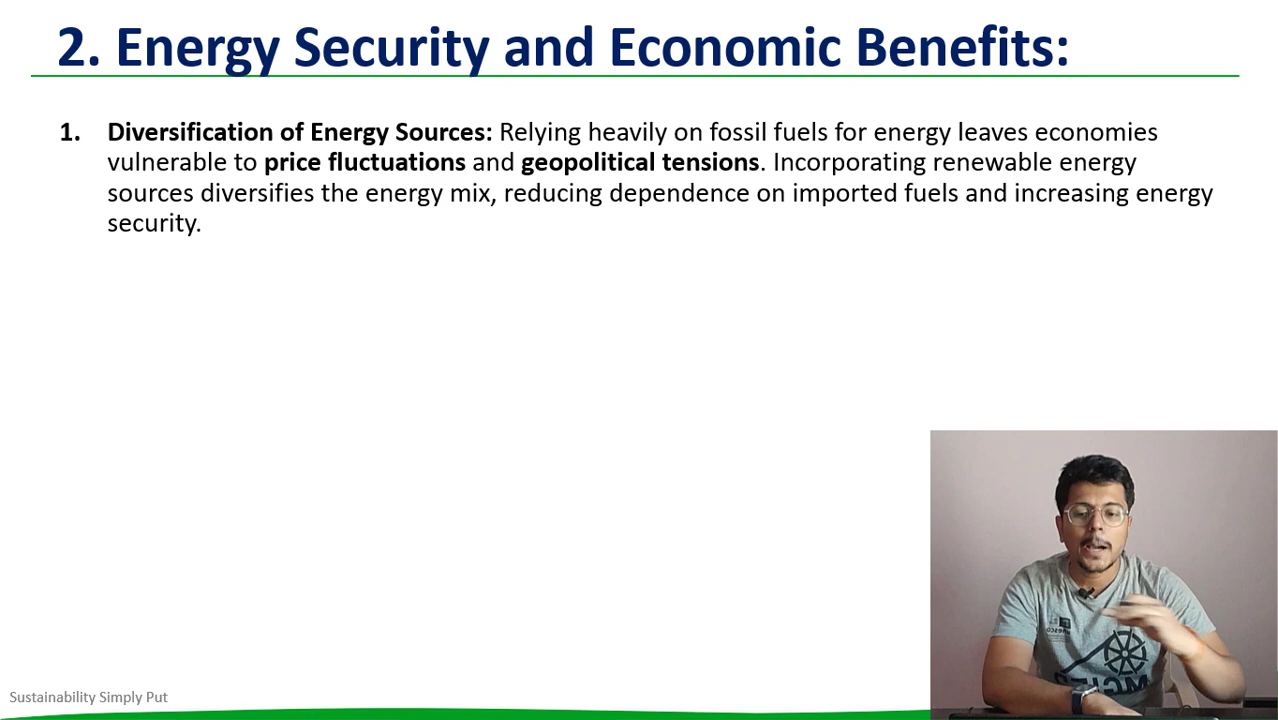 2. Energy Security and Economic Benefits:
1. Diversification of Energy Sources: Relying heavily on fossil fuels for energy leaves economies
vulnerable to price fluctuations and geopolitical tensions. Incorporating renewable energy
sources diversifies the energy mix, reducing dependence on imported fuels and increasing energy
security.
Sustainability Simply Put